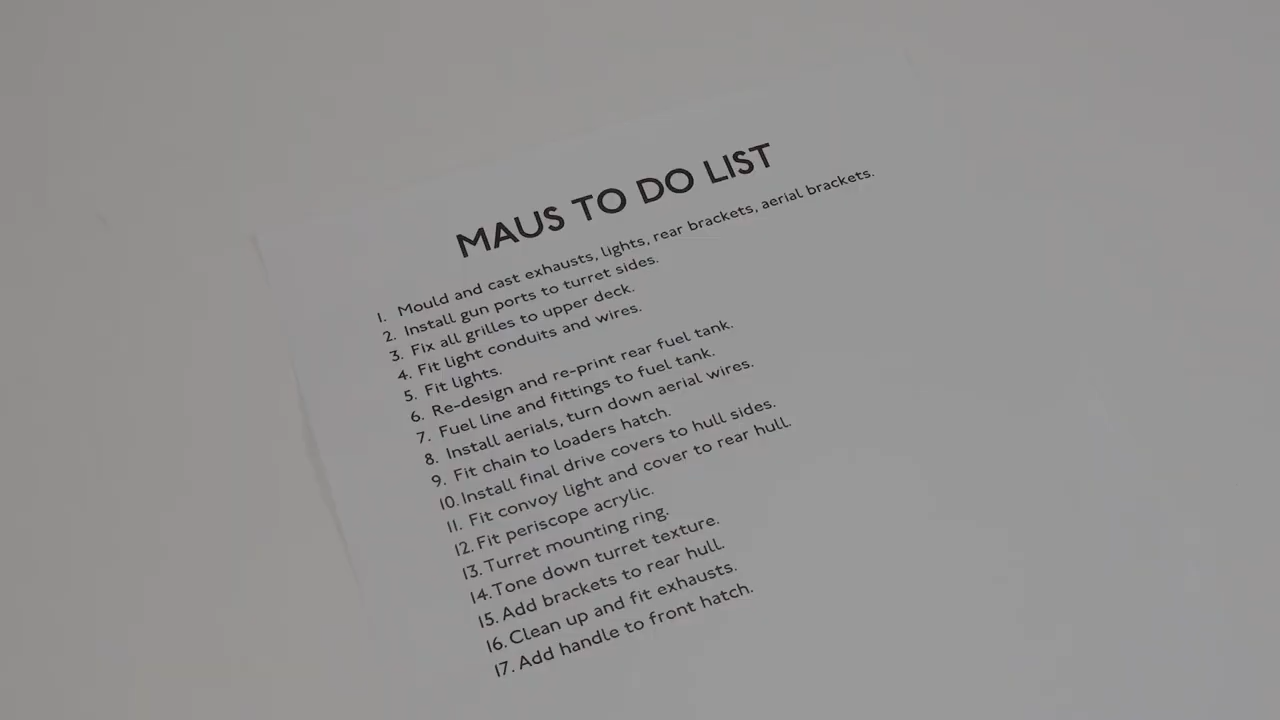 MAUS TO DO LIST
1. Mould and cast exhausts, lights, rear brackets, aerial brackets.
2. Install gun ports to turret sides.
3. Fix all grilles to upper deck.
4. Fit light conduits and wires.
5. Fit lights.
6. Re-design and re-print rear fuel tank.
7. Fuel line and fittings to fuel tank.
8. Install aerials, turn down aerial wires.
9. Fit chain to loaders hatch.
10. Install final drive covers to hull sides.
11. Fit convoy light and cover to rear hull.
12. Fit periscope acrylic.
13. Turret mounting ring.
14. Tone down turret texture.
15. Add brackets to rear hull.
16. Clean up and fit exhausts.
17. Add handle to front hatch.